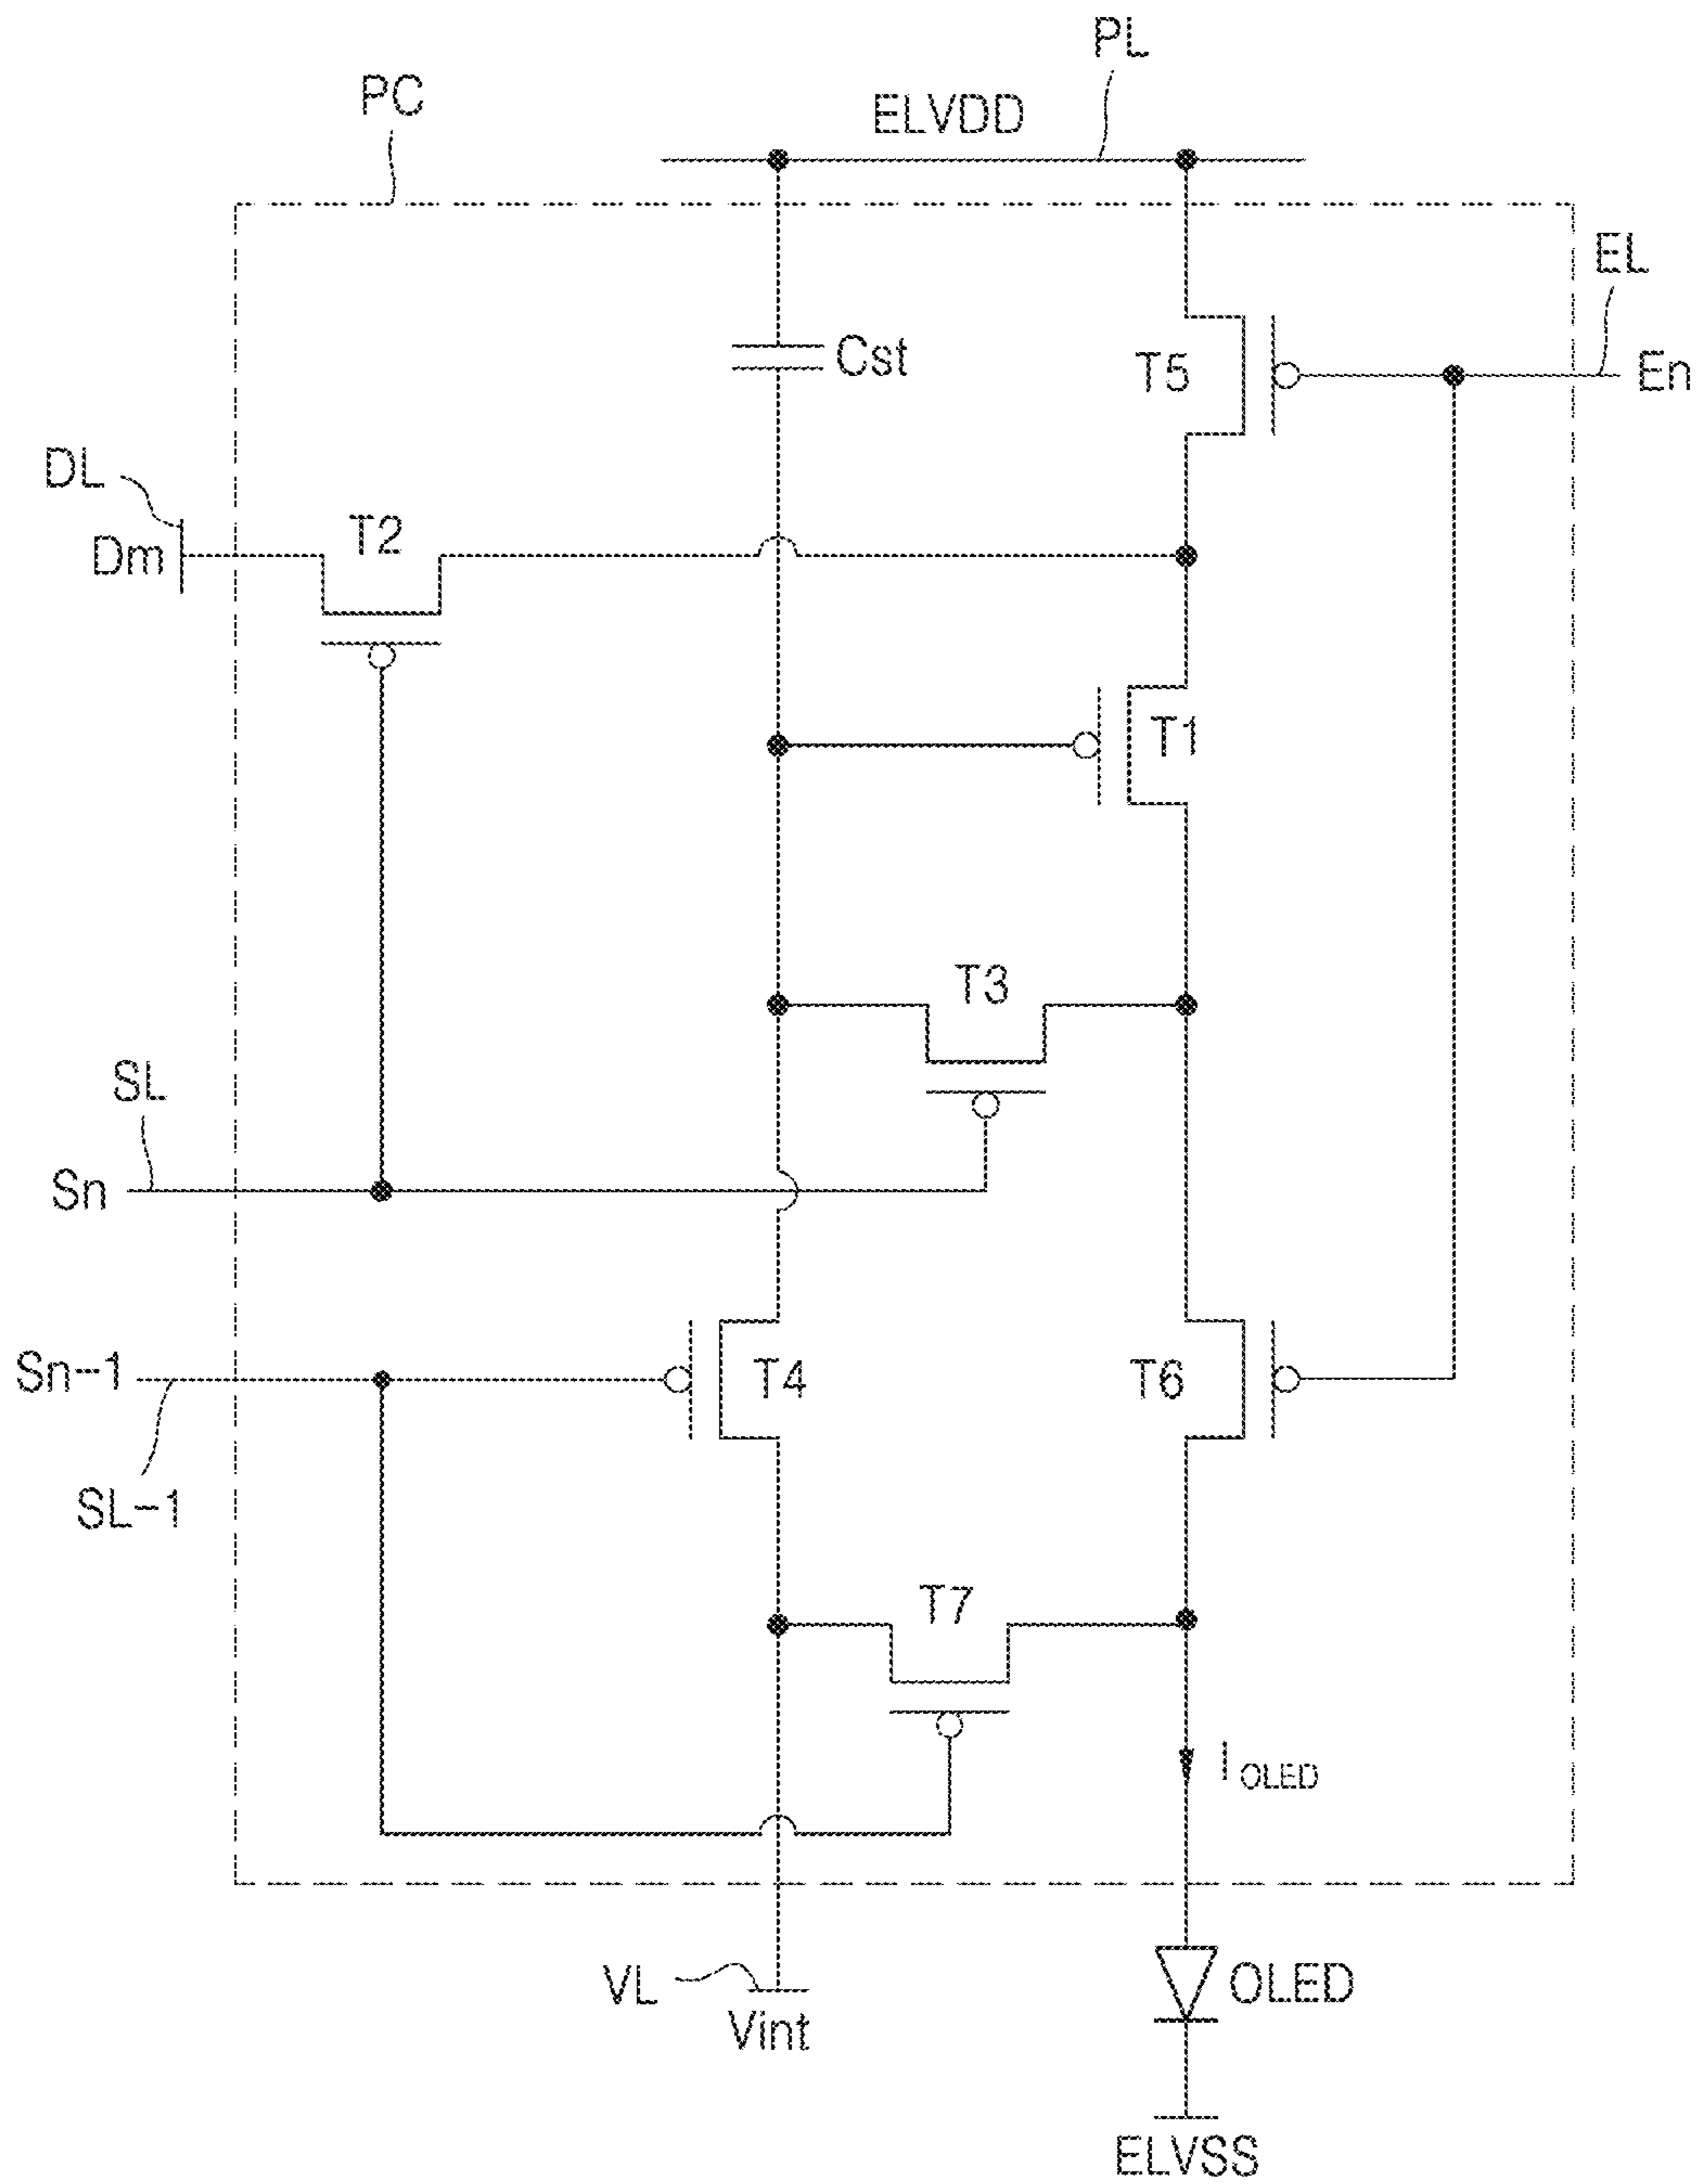 PL
PC
ELVDD
EL
Cst
T5
En
DL
T2
Dm
T1
T3
SL
Sn
Sn-1
T4
T6
SL-1
T7
I OLED
VL
OLED
Vint
ELVSS